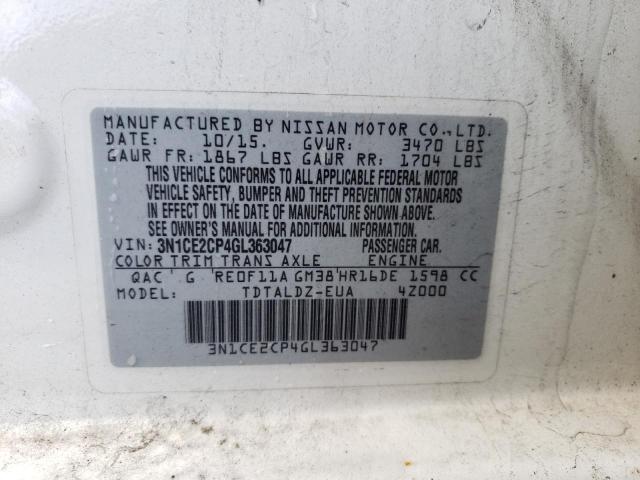 MANUFACTURED BY NISSAN MOTOR CO.,LTD.
DATE: 10/15. GVWR: 3470 LBS
GAWR FR: 1867 LBS GAWR RR: 1704 LBS
THIS VEHICLE CONFORMS TO ALL APPLICABLE FEDERAL MOTOR
VEHICLE SAFETY, BUMPER AND THEFT PREVENTION STANDARDS
IN EFFECT ON THE DATE OF MANUFACTURE SHOWN ABOVE.
SEE OWNER'S MANUAL FOR ADDITIONAL INFORMATION.
VIN: 3N1CE2CP4GL363047 PASSENGER CAR.
COLOR TRIM TRANS AXLE ENGINE
QAC G RE0F11A GM38 HR16DE 1598 CC
MODEL: TDTALDZ-EUA 4Z000
3N1CE2CP4GL363047